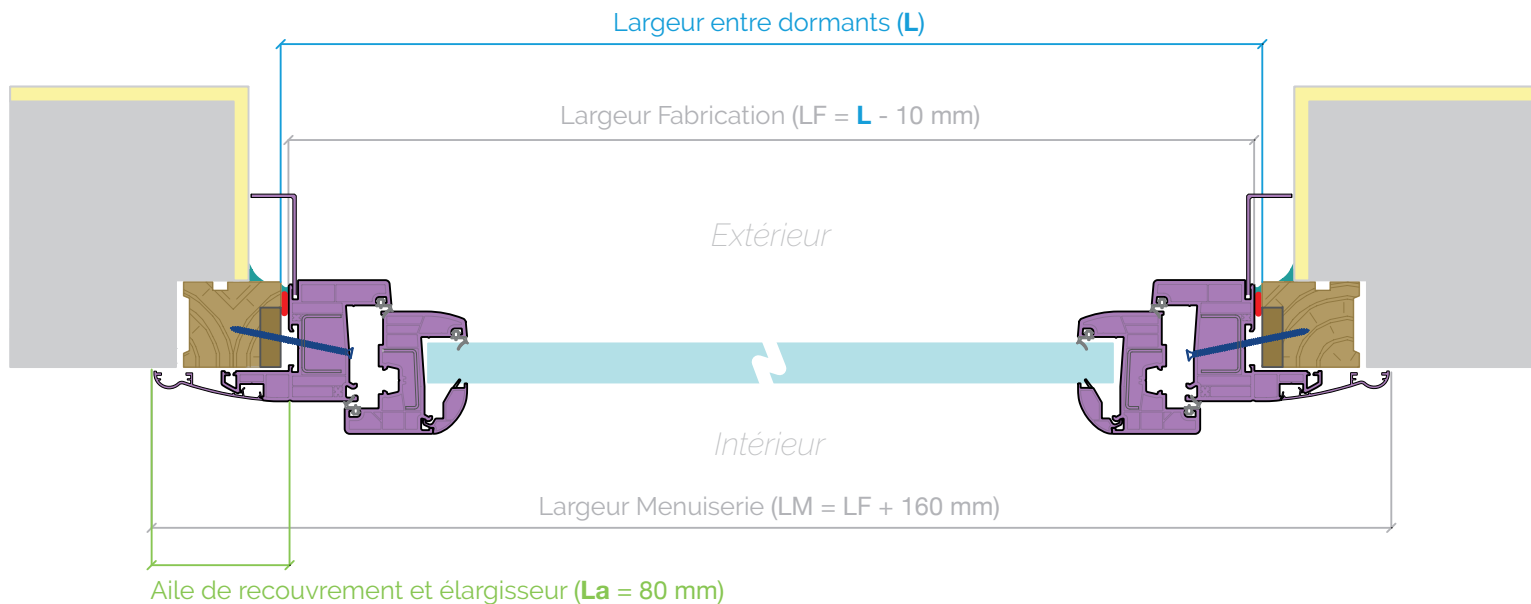 Largeur entre dormants (L)
Largeur Fabrication (LF = L - 10 mm)
Extérieur
Intérieur
Largeur Menuiserie (LM = LF + 160 mm)
Aile de recouvrement et élargisseur (La = 80 mm)